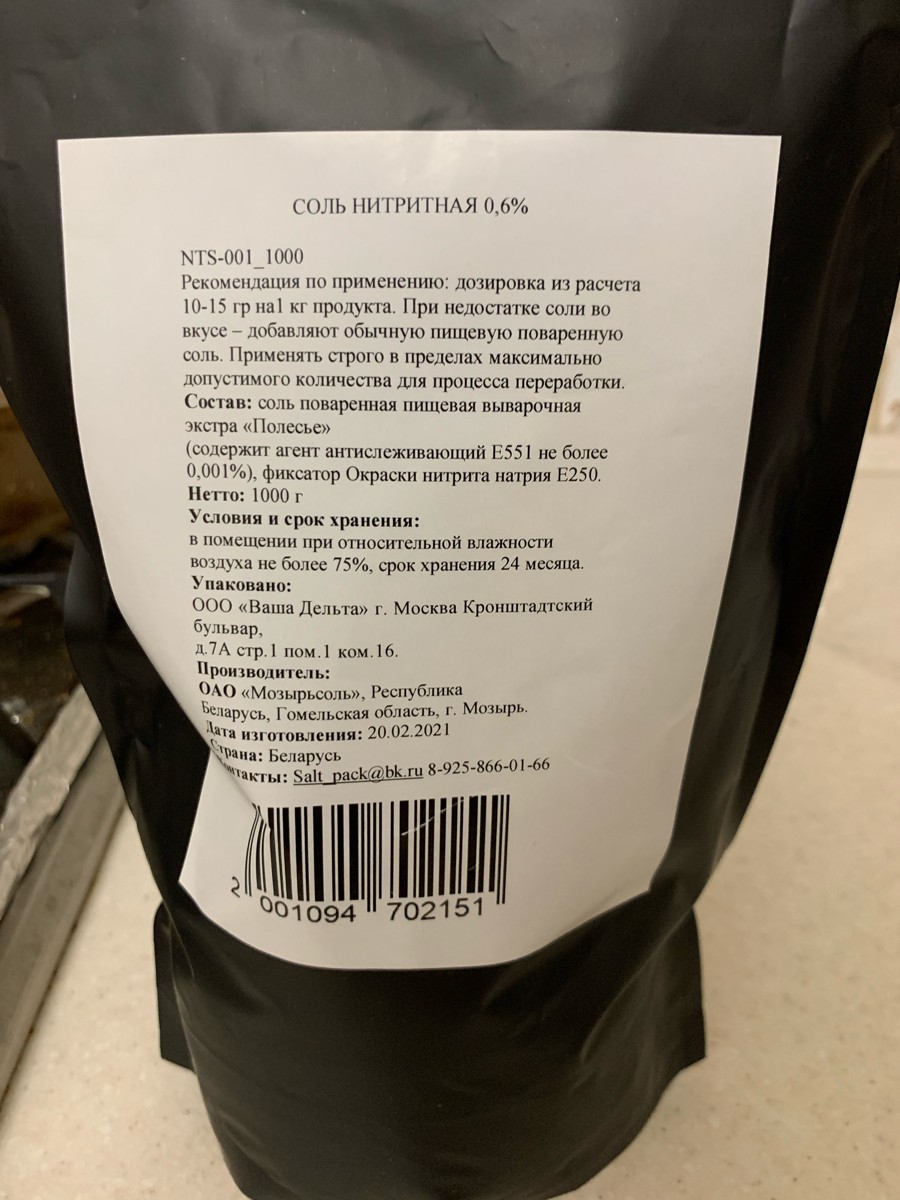 СОЛЬ НИТРИТНАЯ 0,6%
NTS-001_1000
Рекомендация по применению: дозировка из расчета
10-15 гр на1 кг продукта. При недостатке соли во
вкусе – добавляют обычную пищевую поваренную
соль. Применять строго в пределах максимально
допустимого количества для процесса переработки.
Состав: соль поваренная пищевая выварочная
экстра «Полесье»
(содержит агент антислеживающий Е551 не более
0,001%), фиксатор Окраски нитрита натрия Е250.
Нетто: 1000 г
Условия и срок хранения:
в помещении при относительной влажности
воздуха не более 75%, срок хранения 24 месяца.
Упаковано:
ООО «Ваша Дельта» г. Москва Кронштадтский
бульвар,
д.7А стр.1 пом.1 ком.16.
Производитель:
ОАО «Мозырьсоль», Республика
Беларусь, Гомельская область, г. Мозырь.
Дата изготовления: 20.02.2021
Страна: Беларусь
Контакты: Salt_pack@bk.ru 8-925-866-01-66
2 001094 702151